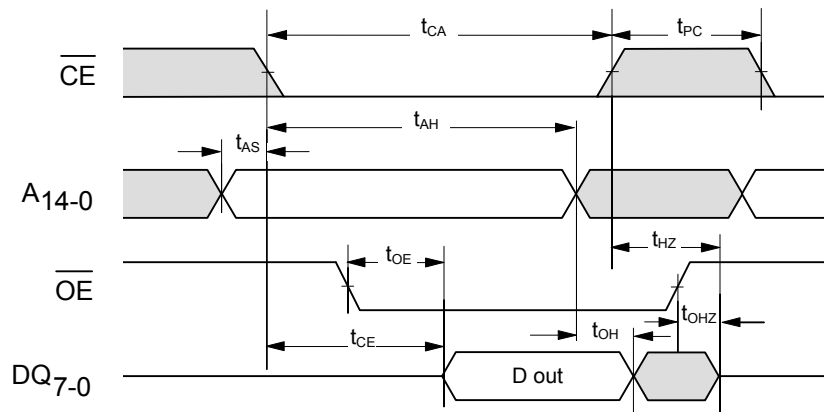 tCA
tPC
CE
tAH
tAS
A14-0
tHZ
tOE
OE
tOHZ
tOH
tCE
D out
DQ7-0